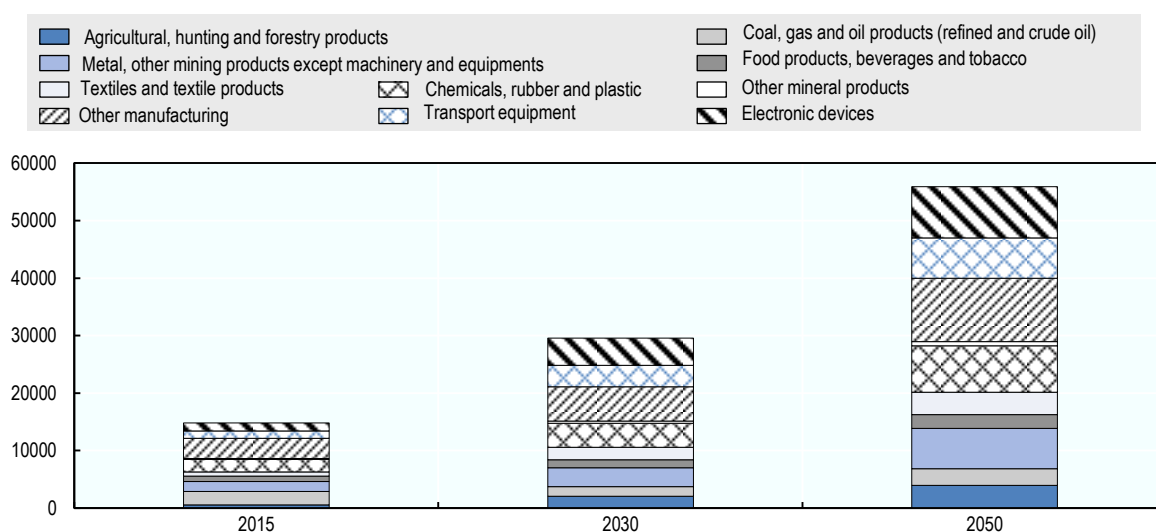 Agricultural, hunting and forestry products
Coal, gas and oil products (refined and crude oil)
Metal, other mining products except machinery and equipments
Food products, beverages and tobacco
Textiles and textile products
Chemicals, rubber and plastic
Other mineral products
Other manufacturing
Transport equipment
Electronic devices
60000
50000
40000
30000
20000
10000
0
2015
2030
2050